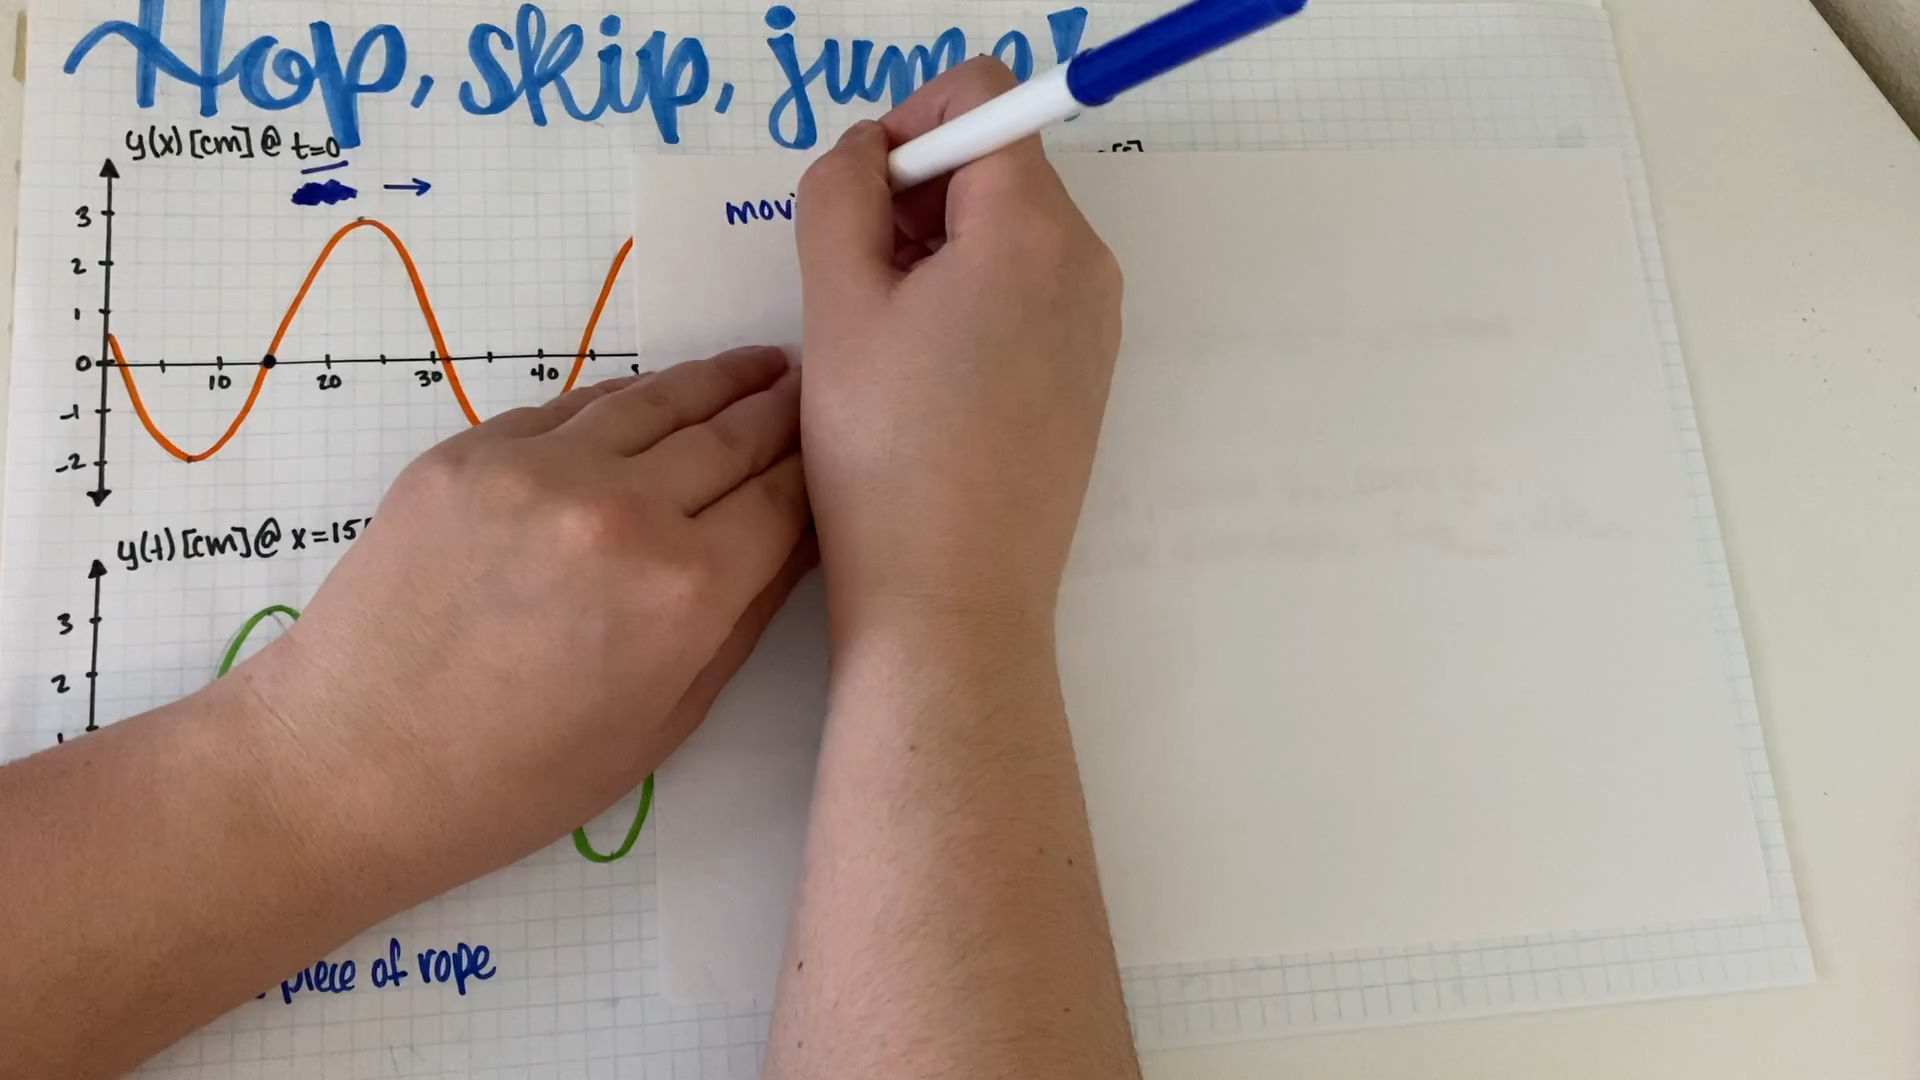 Hop, skip, jump!
y(x) [cm] @ t=0
→
3
2
1
0
-1
-2
10
20
30
40
movi
y(t) [cm] @ x=15
3
2
piece of rope